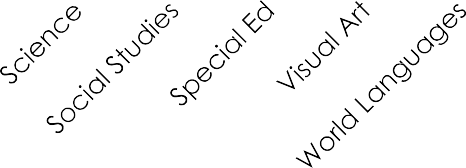 Science
Social Studies
Special Ed
Visual Art
World Languages